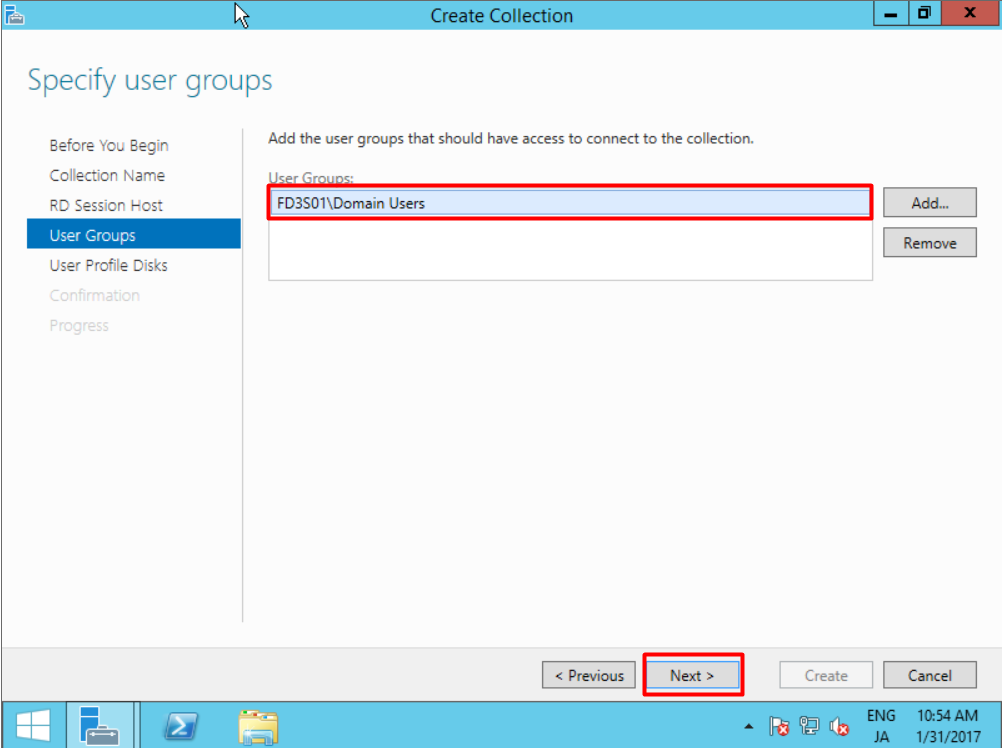 Create Collection
Specify user groups
Before You Begin
Collection Name
RD Session Host
User Groups
User Profile Disks
Confirmation
Progress
Add the user groups that should have access to connect to the collection.
User Groups:
FD3S01\Domain Users
Add...
Remove
< Previous
Next >
Create
Cancel
ENG
JA
10:54 AM
1/31/2017